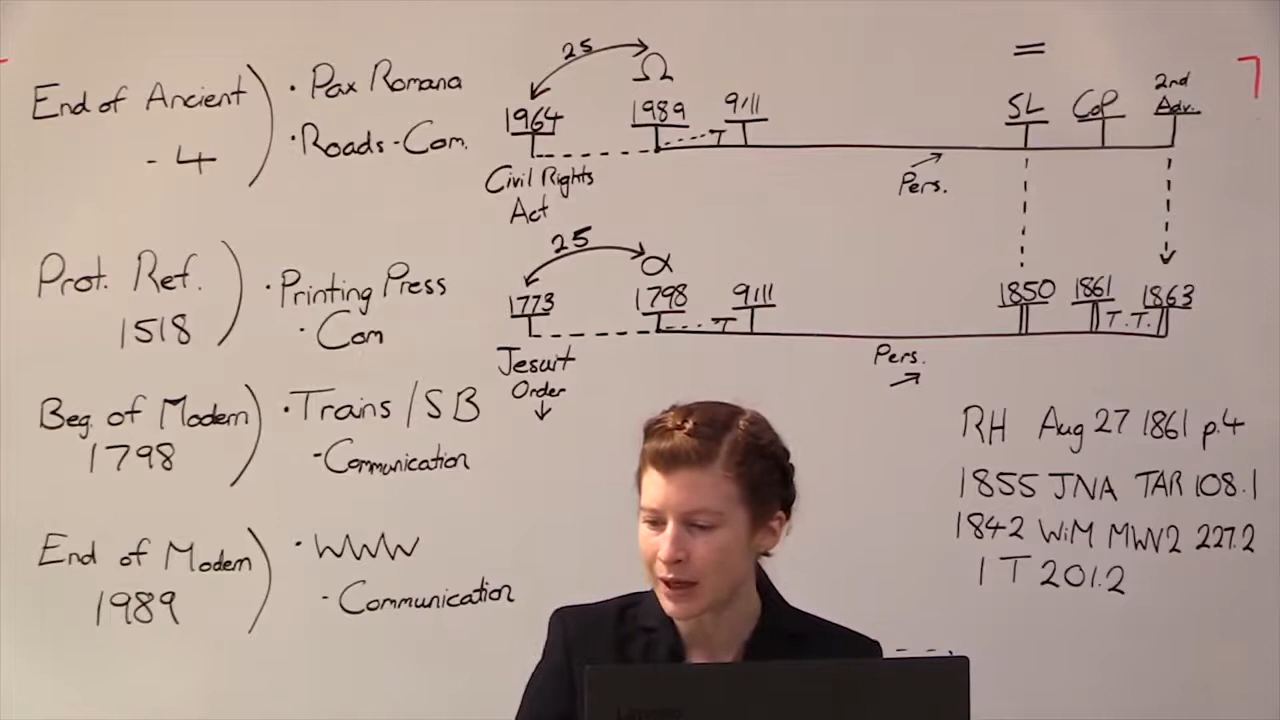 End of Ancient
- 4
• Pax Romana
• Roads - Com.
Prot. Ref.
1518
• Printing Press
• Com
Beg. of Modern
1798
• Trains / SB
- Communication
End of Modern
1989
• WWW
- Communication
25
Ω
1964
1989
T
9/11
Civil Rights
Act
Pers.
=
SL
CoP
2nd
Adv.
7
25
α
1773
1798
T
9/11
Jesuit
Order
Pers.
1850
1861
T.T.
1863
RH Aug 27 1861 p.4
1855 JNA TAR 108.1
1842 WiM MWV2 227.2
1T 201.2